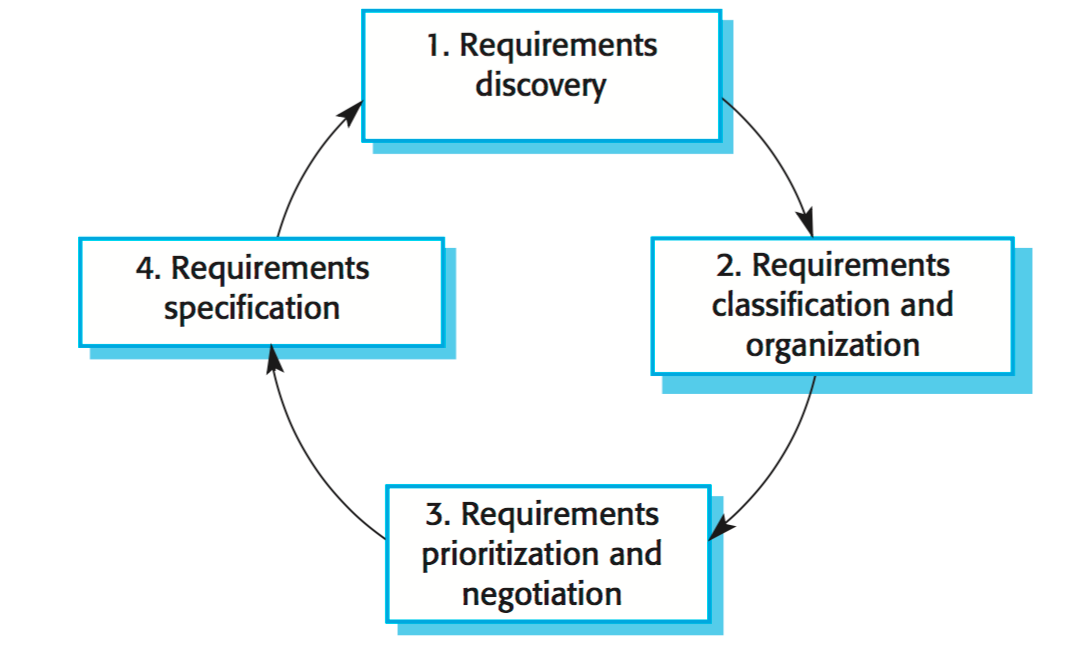 1. Requirements
discovery
2. Requirements
classification and
organization
3. Requirements
prioritization and
negotiation
4. Requirements
specification